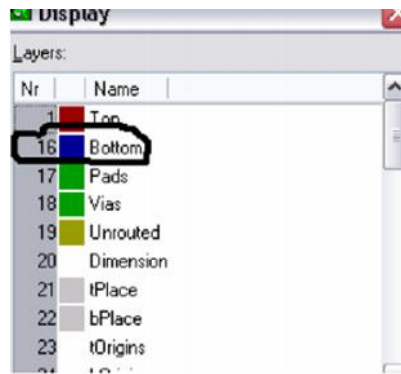 Display
Layers:
Nr Name
1 Top
16 Bottom
17 Pads
18 Vias
19 Unrouted
20 Dimension
21 tPlace
22 bPlace
23 tOrigins